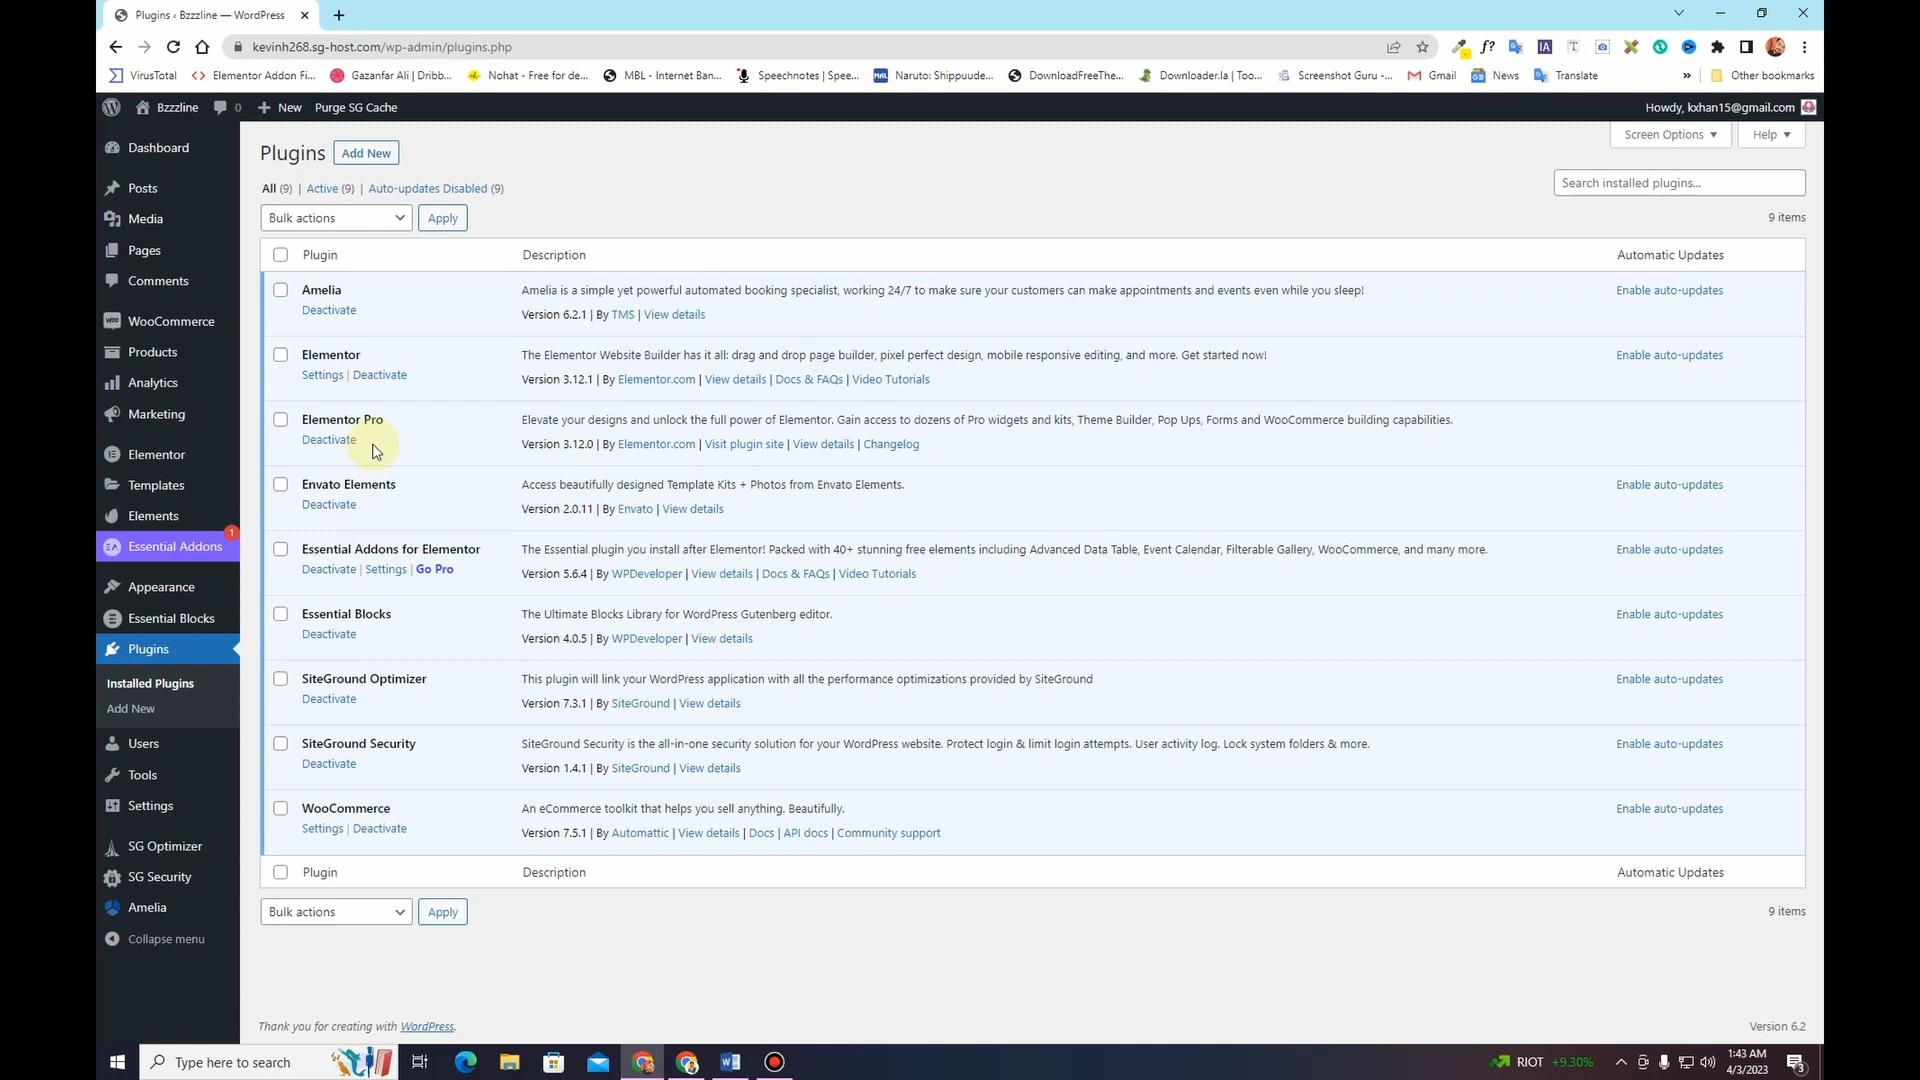 Plugins ‹ Bzzzline — WordPress
kevinh268.sg-host.com/wp-admin/plugins.php
VirusTotal Elementor Addon Fi... Gazanfar Ali | Dribb... Nohat - Free for de... MBL - Internet Ban... Speechnotes | Spee... Naruto: Shippuude... DownloadFreeThe... Downloader.la | Too... Screenshot Guru -... Gmail News Translate » Other bookmarks
Bzzzline 0 + New Purge SG Cache Howdy, kxhan15@gmail.com
Screen Options Help
Dashboard
Posts
Media
Pages
Comments
WooCommerce
Products
Analytics
Marketing
Elementor
Templates
Elements
Essential Addons 1
Appearance
Essential Blocks
Plugins
Installed Plugins
Add New
Users
Tools
Settings
SG Optimizer
SG Security
Amelia
Collapse menu
Plugins Add New
All (9) | Active (9) | Auto-updates Disabled (9)
Search installed plugins...
Bulk actions Apply 9 items
Plugin Description Automatic Updates
Amelia Amelia is a simple yet powerful automated booking specialist, working 24/7 to make sure your customers can make appointments and events even while you sleep! Enable auto-updates
Deactivate Version 6.2.1 | By TMS | View details
Elementor The Elementor Website Builder has it all: drag and drop page builder, pixel perfect design, mobile responsive editing, and more. Get started now! Enable auto-updates
Settings | Deactivate Version 3.12.1 | By Elementor.com | View details | Docs & FAQs | Video Tutorials
Elementor Pro Elevate your designs and unlock the full power of Elementor. Gain access to dozens of Pro widgets and kits, Theme Builder, Pop Ups, Forms and WooCommerce building capabilities.
Deactivate Version 3.12.0 | By Elementor.com | Visit plugin site | View details | Changelog
Envato Elements Access beautifully designed Template Kits + Photos from Envato Elements. Enable auto-updates
Deactivate Version 2.0.11 | By Envato | View details
Essential Addons for Elementor The Essential plugin you install after Elementor! Packed with 40+ stunning free elements including Advanced Data Table, Event Calendar, Filterable Gallery, WooCommerce, and many more. Enable auto-updates
Deactivate | Settings | Go Pro Version 5.6.4 | By WPDeveloper | View details | Docs & FAQs | Video Tutorials
Essential Blocks The Ultimate Blocks Library for WordPress Gutenberg editor. Enable auto-updates
Deactivate Version 4.0.5 | By WPDeveloper | View details
SiteGround Optimizer This plugin will link your WordPress application with all the performance optimizations provided by SiteGround Enable auto-updates
Deactivate Version 7.3.1 | By SiteGround | View details
SiteGround Security SiteGround Security is the all-in-one security solution for your WordPress website. Protect login & limit login attempts. User activity log. Lock system folders & more. Enable auto-updates
Deactivate Version 1.4.1 | By SiteGround | View details
WooCommerce An eCommerce toolkit that helps you sell anything. Beautifully. Enable auto-updates
Settings | Deactivate Version 7.5.1 | By Automattic | View details | Docs | API docs | Community support
Plugin Description Automatic Updates
Bulk actions Apply 9 items
Thank you for creating with WordPress. Version 6.2
Type here to search RIOT +9.30% 1:43 AM
4/3/2023 3